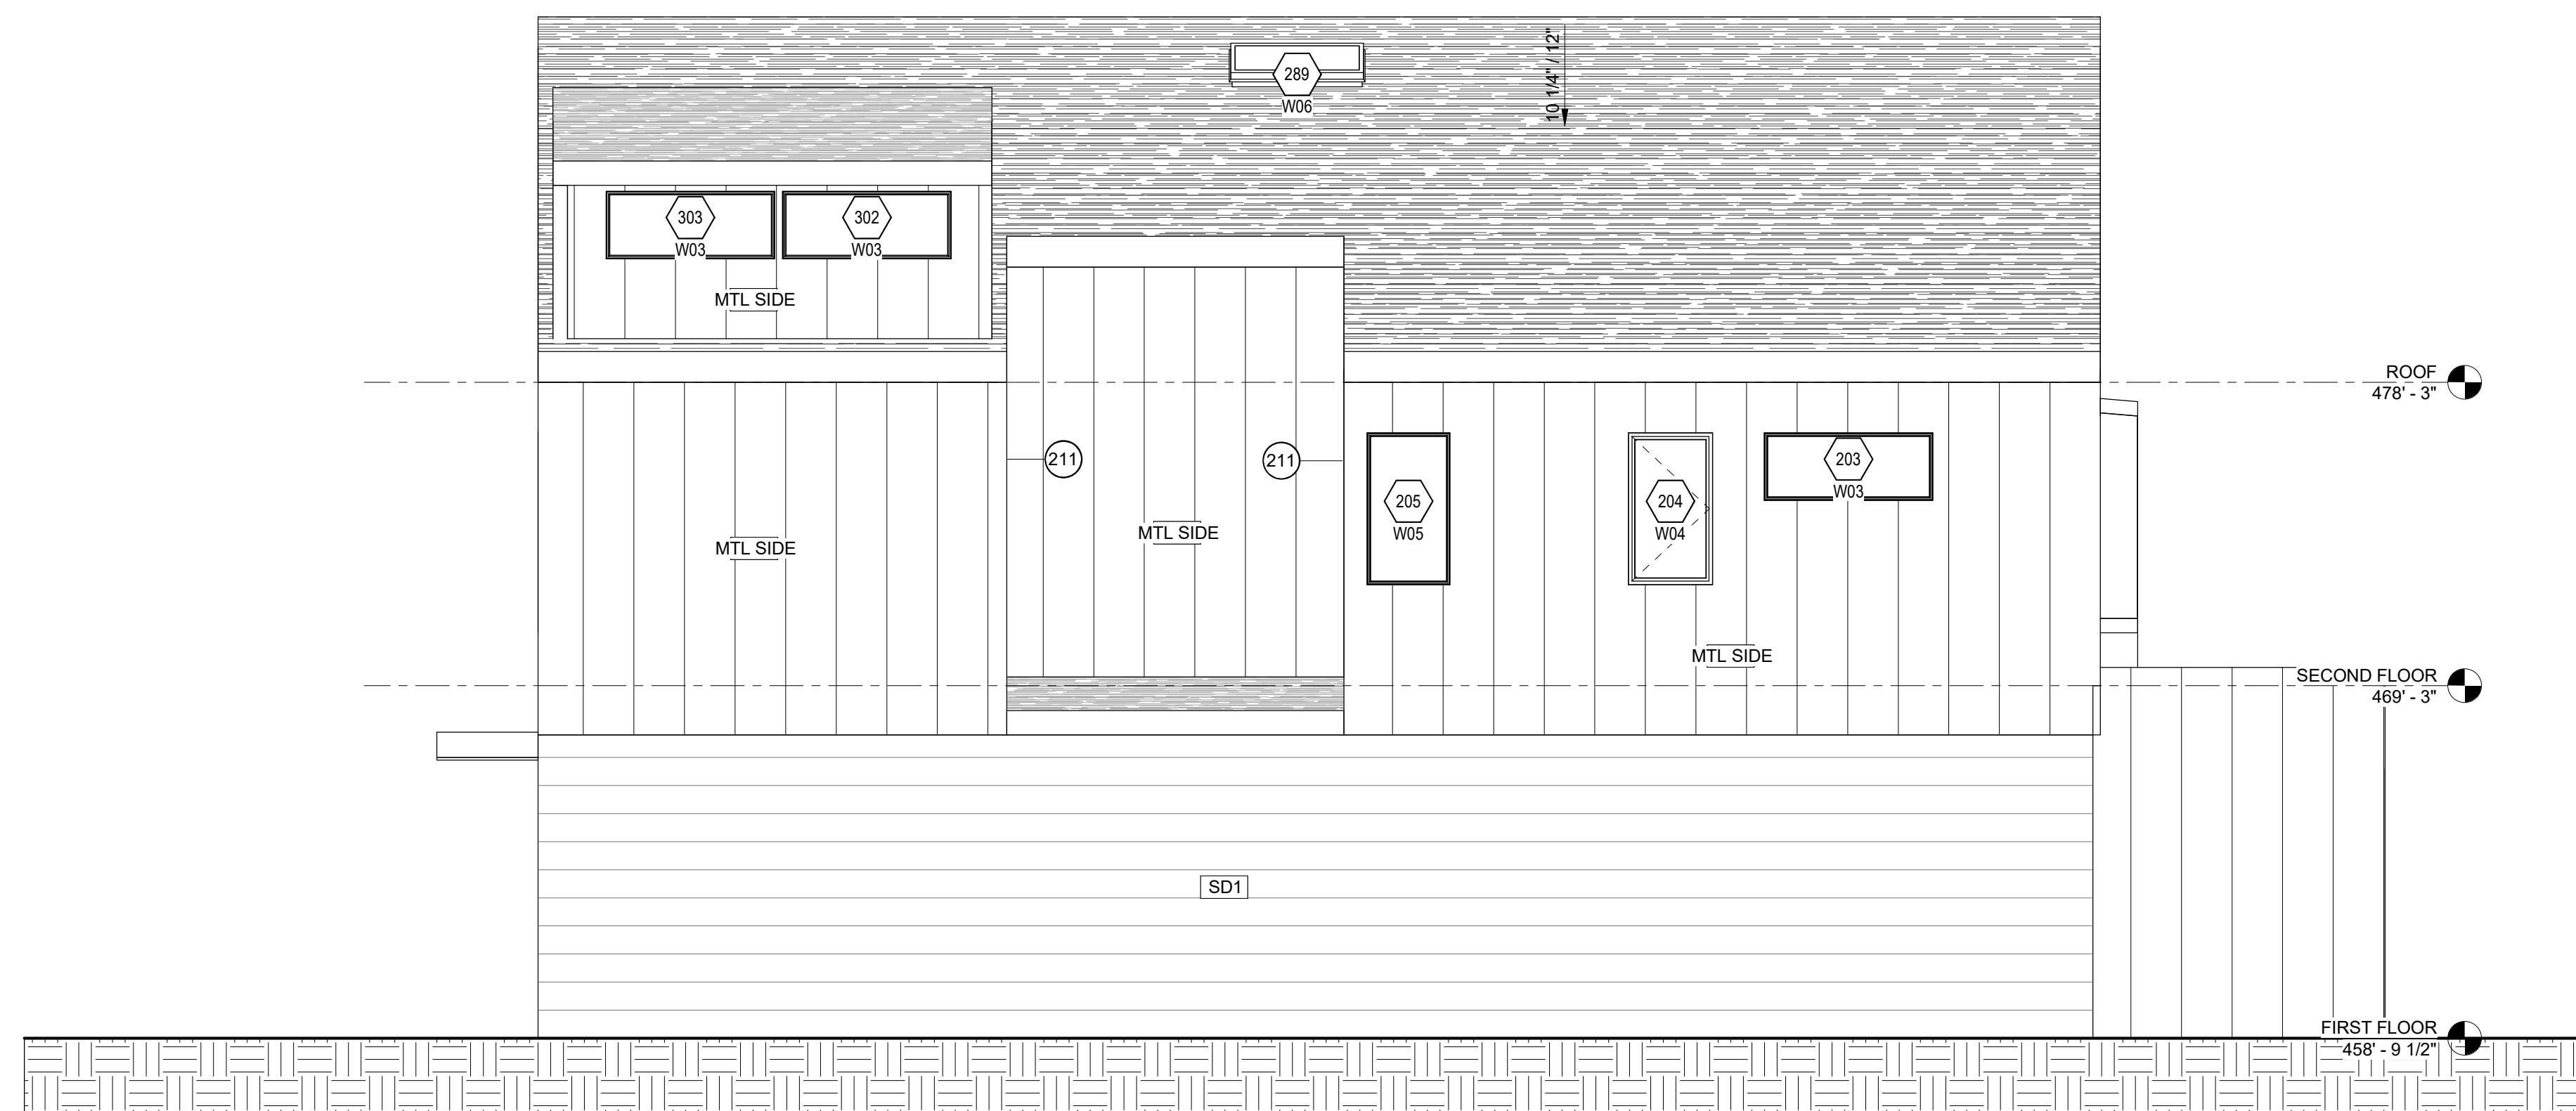 289
W06
10 1/4" / 12"
303
W03
302
W03
MTL SIDE
ROOF
478' - 3"
211
211
205
W05
204
W04
203
W03
MTL SIDE
MTL SIDE
MTL SIDE
SECOND FLOOR
469' - 3"
SD1
FIRST FLOOR
458' - 9 1/2"